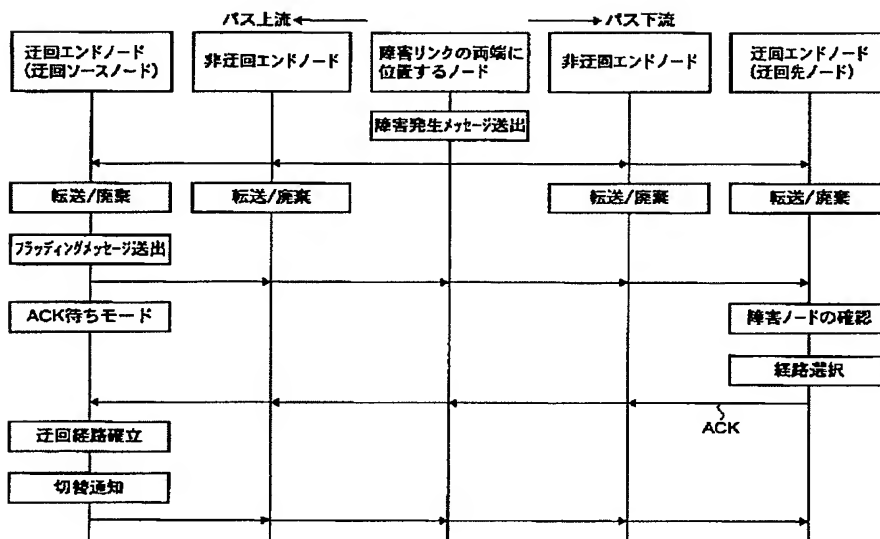 パス上流
パス下流
迂回エンドノード
(迂回ソースノード)
非迂回エンドノード
障害リンクの両端に
位置するノード
非迂回エンドノード
迂回エンドノード
(迂回先ノード)
障害発生メッセージ送出
転送/廃棄
転送/廃棄
転送/廃棄
転送/廃棄
フラッディングメッセージ送出
ACK待ちモード
障害ノードの確認
経路選択
ACK
迂回経路確立
切替通知